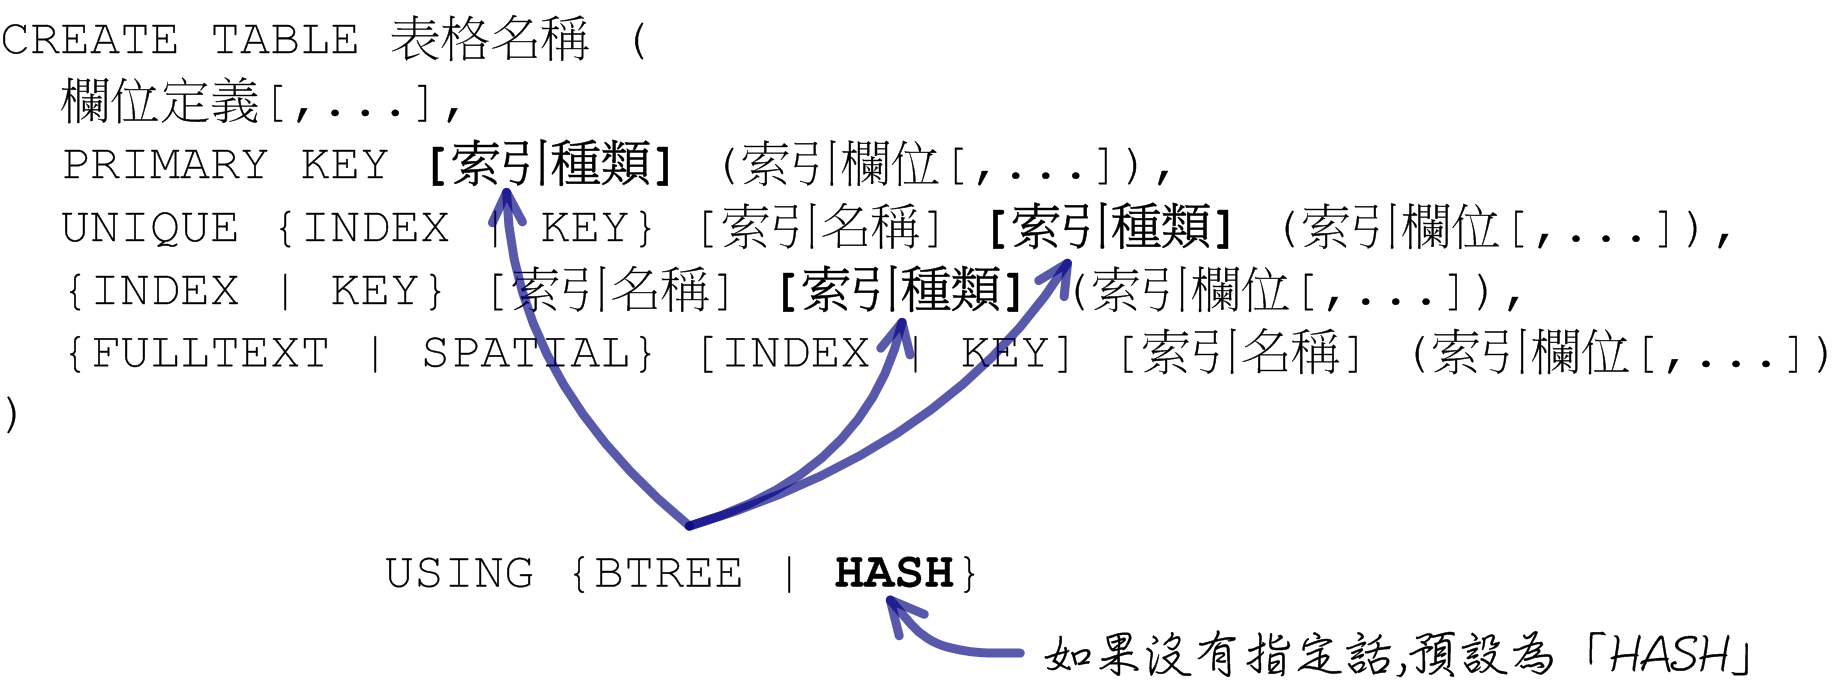 CREATE TABLE 表格名稱 (
欄位定義[,...],
PRIMARY KEY [索引種類] (索引欄位[,...]),
UNIQUE {INDEX | KEY} [索引名稱] [索引種類] (索引欄位[,...]),
{INDEX | KEY} [索引名稱] [索引種類] (索引欄位[,...]),
{FULLTEXT | SPATIAL} [INDEX | KEY] [索引名稱] (索引欄位[,...])
)
USING {BTREE | HASH}
如果沒有指定話,預設為「HASH」